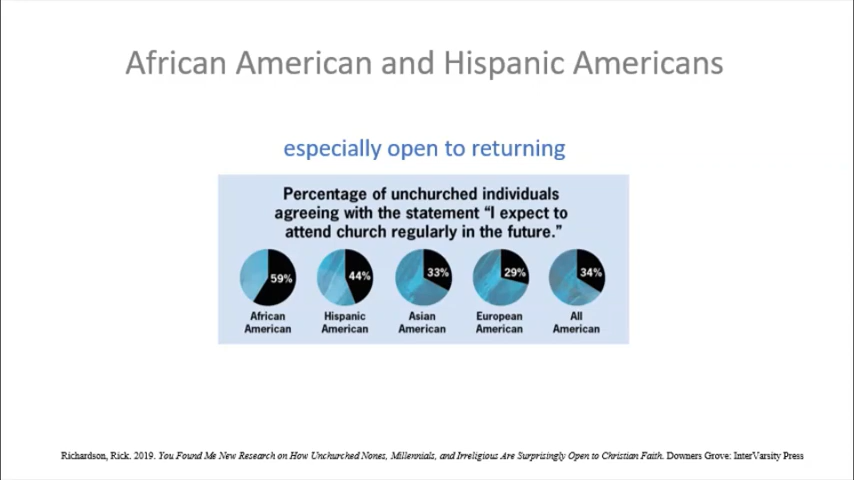 African American and Hispanic Americans
especially open to returning
Percentage of unchurched individuals
agreeing with the statement “I expect to
attend church regularly in the future.”
59% 44% 33% 29% 34%
African Hispanic Asian European All
American American American American American
Richardson, Rick. 2019. You Found Me New Research on How Unchurched Nones, Millennials, and Irreligious Are Surprisingly Open to Christian Faith. Downers Grove: InterVarsity Press